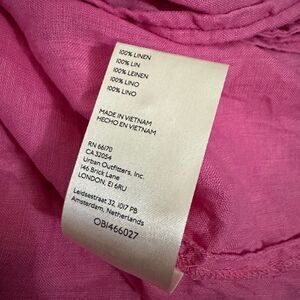 100% LINEN
100% LIN
100% LEINEN
100% LINO
100% LINO
MADE IN VIETNAM
HECHO EN VIETNAM
RN 66170
CA 32054
Urban Outfitters, Inc.
146 Brick Lane
LONDON, E1 6RU
Leidsestraat 32, 1017 PB
Amsterdam, Netherlands
OB1466027